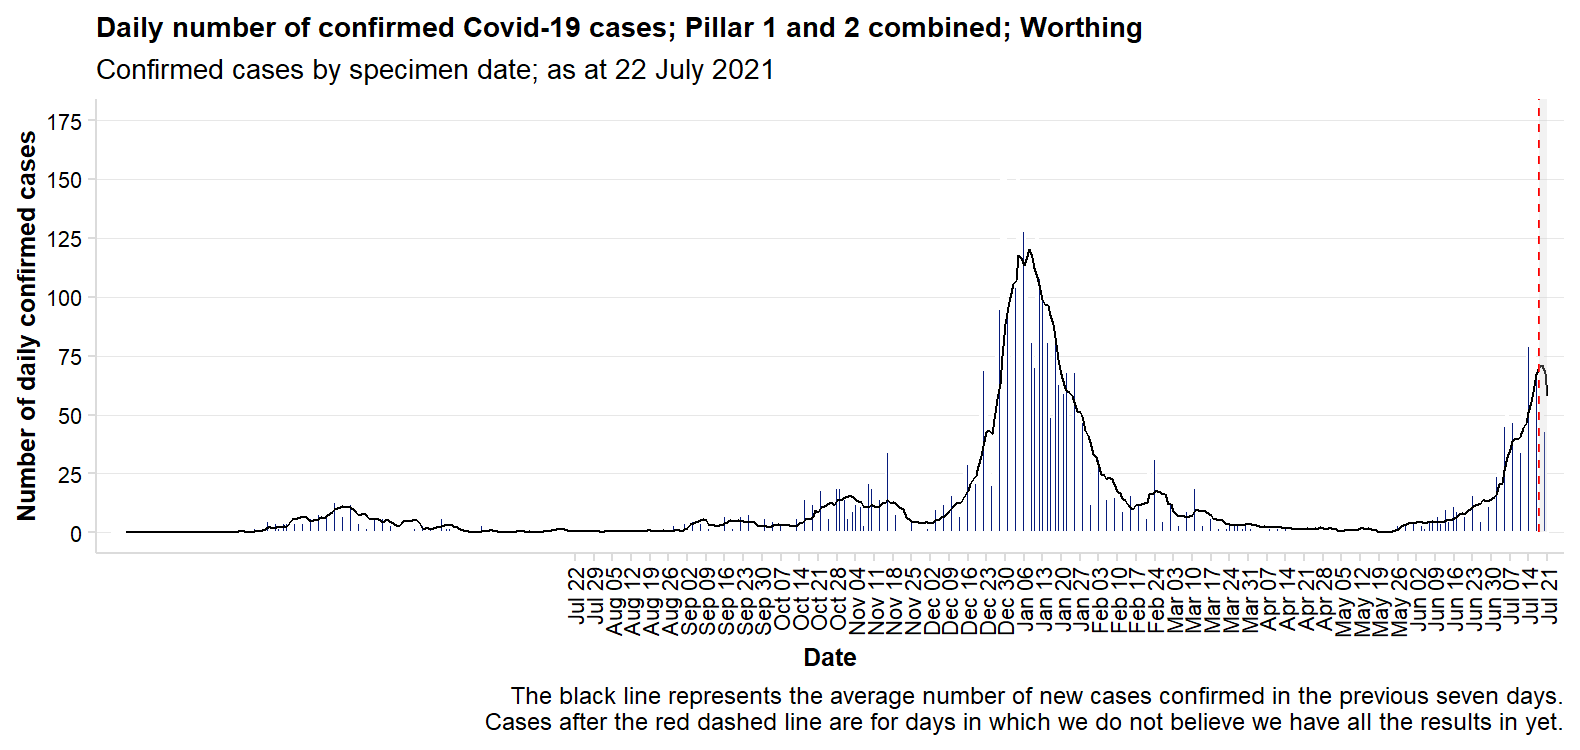 Daily number of confirmed Covid-19 cases; Pillar 1 and 2 combined; Worthing
Confirmed cases by specimen date; as at 22 July 2021
Number of daily confirmed cases
175
150
125
100
75
50
25
0
Jul 22
Jul 29
Aug 05
Aug 12
Aug 19
Aug 26
Sep 02
Sep 09
Sep 16
Sep 23
Sep 30
Oct 07
Oct 14
Oct 21
Oct 28
Nov 04
Nov 11
Nov 18
Nov 25
Dec 02
Dec 09
Dec 16
Dec 23
Dec 30
Jan 06
Jan 13
Jan 20
Jan 27
Feb 03
Feb 10
Feb 17
Feb 24
Mar 03
Mar 10
Mar 17
Mar 24
Mar 31
Apr 07
Apr 14
Apr 21
Apr 28
May 05
May 12
May 19
May 26
Jun 02
Jun 09
Jun 16
Jun 23
Jun 30
Jul 07
Jul 14
Jul 21
Date
The black line represents the average number of new cases confirmed in the previous seven days.
Cases after the red dashed line are for days in which we do not believe we have all the results in yet.